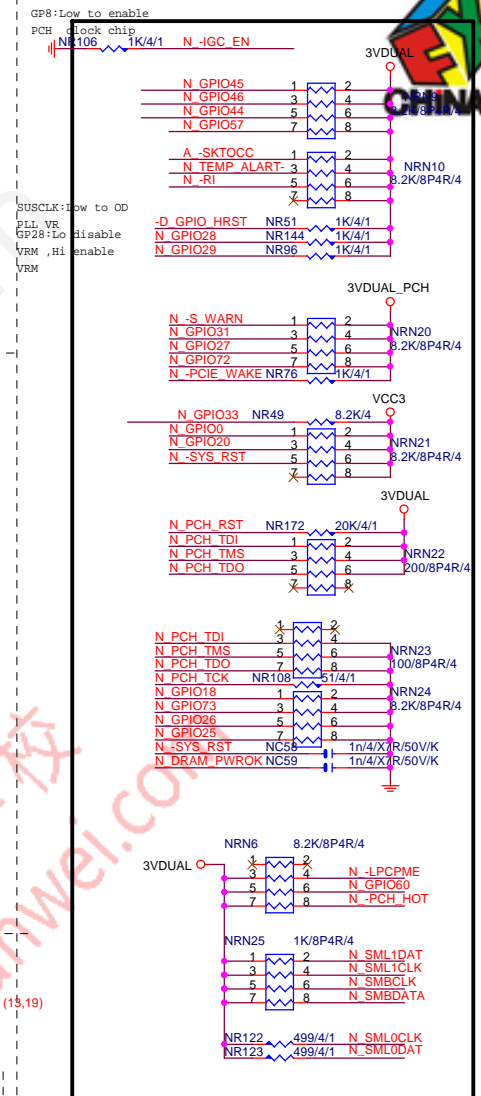 GP8:Low to enable
PCH clock chip
NR106 1K/4/1 N_-IGC_EN
3VDUAL
N_GPIO45 1 2
N_GPIO46 3 4 NRN9
N_GPIO44 5 6 8.2K/8P4R/4
N_GPIO57 7 8
A_-SKTOCC 1 2
N_TEMP_ALART- 3 4 NRN10
N_-RI 5 6 8.2K/8P4R/4
7 8
SUSCLK:Low to OD
PLL VR
GP28:Lo disable
VRM ,Hi enable
VRM
-D_GPIO_HRST NR51 1K/4/1
N_GPIO28 NR144 1K/4/1
N_GPIO29 NR96 1K/4/1
3VDUAL_PCH
N_-S_WARN 1 2
N_GPIO31 3 4 NRN20
N_GPIO27 5 6 8.2K/8P4R/4
N_GPIO72 7 8
N_-PCIE_WAKE NR76 1K/4/1
VCC3
N_GPIO33 NR49 8.2K/4
N_GPIO0 1 2
N_GPIO20 3 4 NRN21
N_-SYS_RST 5 6 8.2K/8P4R/4
7 8
3VDUAL
N_PCH_RST NR172 20K/4/1
N_PCH_TDI 1 2
N_PCH_TMS 3 4 NRN22
N_PCH_TDO 5 6 200/8P4R/4
7 8
1 2
N_PCH_TDI 3 4
N_PCH_TMS 5 6 NRN23
N_PCH_TDO 7 8 100/8P4R/4
N_PCH_TCK NR108 51/4/1
N_GPIO18 1 2 NRN24
N_GPIO73 3 4 8.2K/8P4R/4
N_GPIO26 5 6
N_GPIO25 7 8
N_-SYS_RST NC58 1n/4/X7R/50V/K
N_DRAM_PWROK NC59 1n/4/X7R/50V/K
NRN6 8.2K/8P4R/4
3VDUAL
1 2
3 4 N_-LPCPME
5 6 N_GPIO60
7 8 N_-PCH_HOT
NRN25 1K/8P4R/4
1 2 N_SML1DAT
3 4 N_SML1CLK
5 6 N_SMBCLK
7 8 N_SMBDATA
(13,19)
NR122 499/4/1 N_SML0CLK
NR123 499/4/1 N_SML0DAT